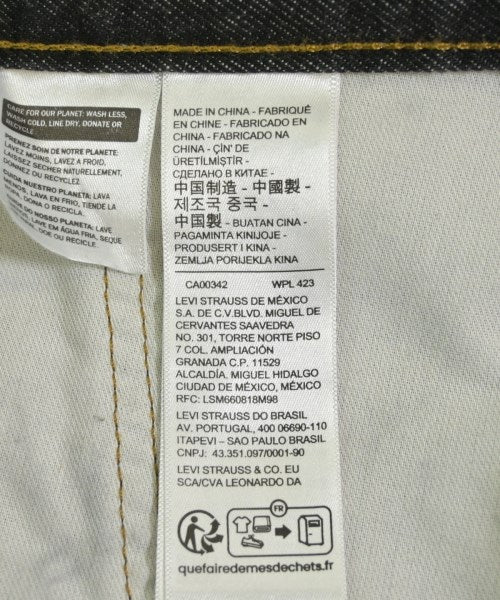 CARE FOR OUR PLANET: WASH LESS,
WASH COLD, LINE DRY, DONATE OR
RECYCLE
PRENEZ SOIN DE NOTRE PLANETE:
LAVEZ MOINS, LAVEZ A FROID,
LAISSEZ SECHER NATURELLEMENT,
DONNEZ OU RECYCLEZ
CUIDA NUESTRO PLANETA: LAVA
MENOS, LAVA EN FRIO, TIENDE LA
DONA O RECICLA.
DO NOSSO PLANETA: LAVE
LAVE EM ÁGUA FRIA, SEQUE
DOE OU RECICLE.
MADE IN CHINA - FABRIQUÉ
EN CHINE - FABRICADO EN
CHINA - FABRICADO NA
CHINA - ÇİN' DE
ÜRETİLMİŞTİR -
СДЕЛАНО В КИТАЕ -
中国制造 - 中國製 -
제조국 중국 -
中国製 - BUATAN CINA -
PAGAMINTA KINIJOJE -
PRODUSERT I KINA -
ZEMLJA PORIJEKLA KINA
CA00342 WPL 423
LEVI STRAUSS DE MÉXICO
S.A. DE C.V.BLVD. MIGUEL DE
CERVANTES SAAVEDRA
NO. 301, TORRE NORTE PISO
7 COL. AMPLIACIÓN
GRANADA C.P. 11529
ALCALDÍA. MIGUEL HIDALGO
CIUDAD DE MÉXICO, MÉXICO
RFC: LSM660818M98
LEVI STRAUSS DO BRASIL
AV. PORTUGAL, 400 06690-110
ITAPEVI – SAO PAULO BRASIL
CNPJ: 43.351.097/0001-90
LEVI STRAUSS & CO. EU
SCA/CVA LEONARDO DA
FR
quefairedemesdechets.fr